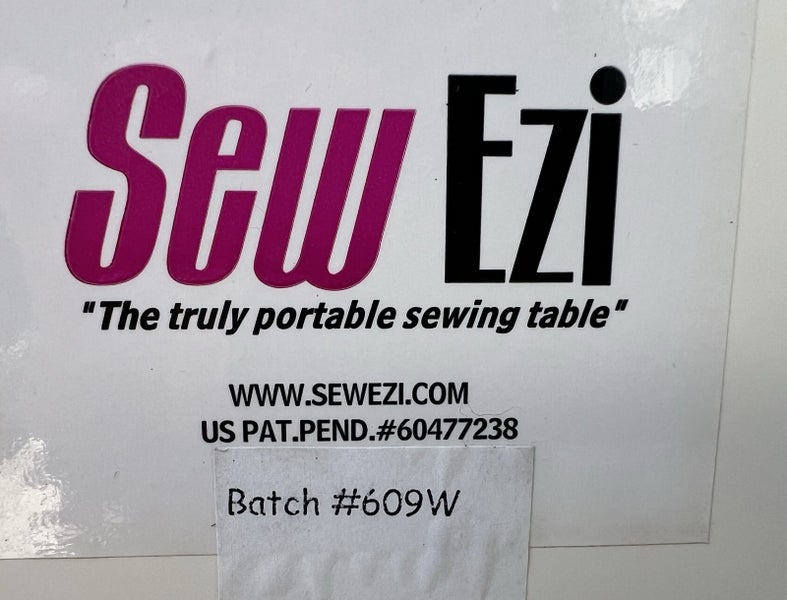 Sew Ezi
"The truly portable sewing table"
WWW.SEWEZI.COM
US PAT.PEND.#60477238
Batch #609W